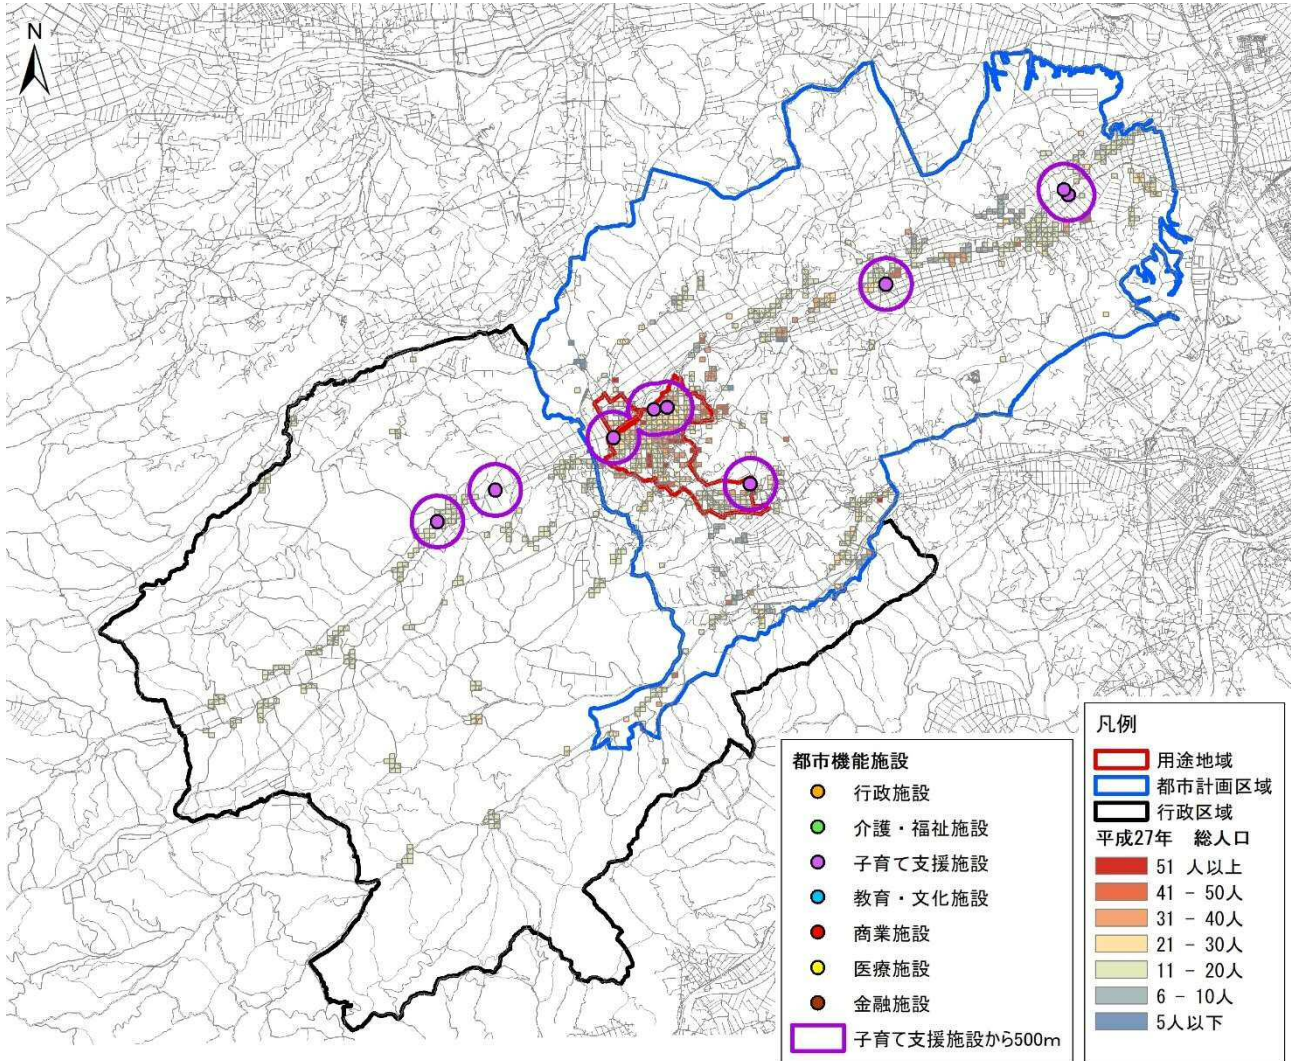 N
都市機能施設
行政施設
介護・福祉施設
子育て支援施設
教育・文化施設
商業施設
医療施設
金融施設
子育て支援施設から500m
凡例
用途地域
都市計画区域
行政区域
平成27年 総人口
51 人以上
41 - 50人
31 - 40人
21 - 30人
11 - 20人
6 - 10人
5人以下